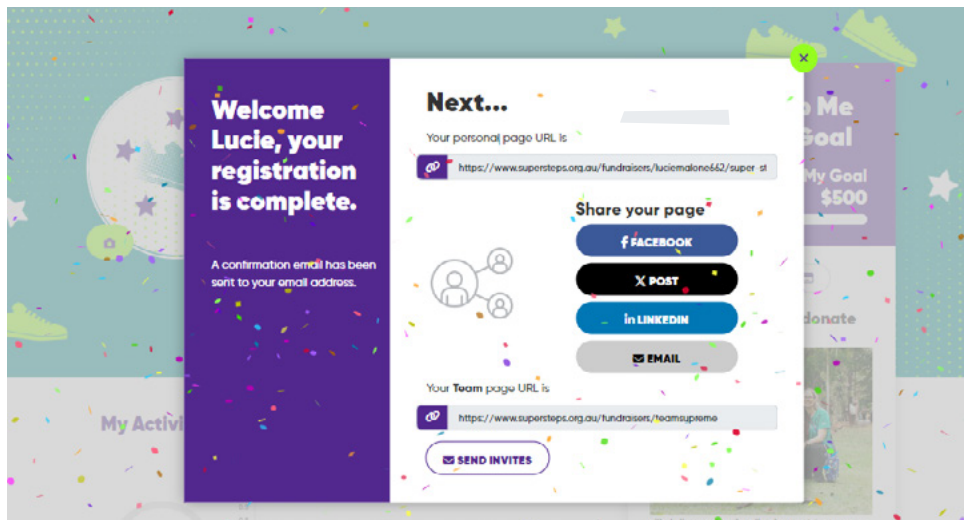 Welcome
Lucie, your
registration
is complete.
A confirmation email has been
sent to your email address.
Next...
Your personal page URL is
https://www.supersteps.org.au/fundraisers/luciemalone662/super-st
Share your page
FACEBOOK
X POST
in LINKEDIN
EMAIL
Your Team page URL is
https://www.supersteps.org.au/fundraisers/teamsupreme
SEND INVITES
Me
Goal
My Goal
$500
donate
My Activi